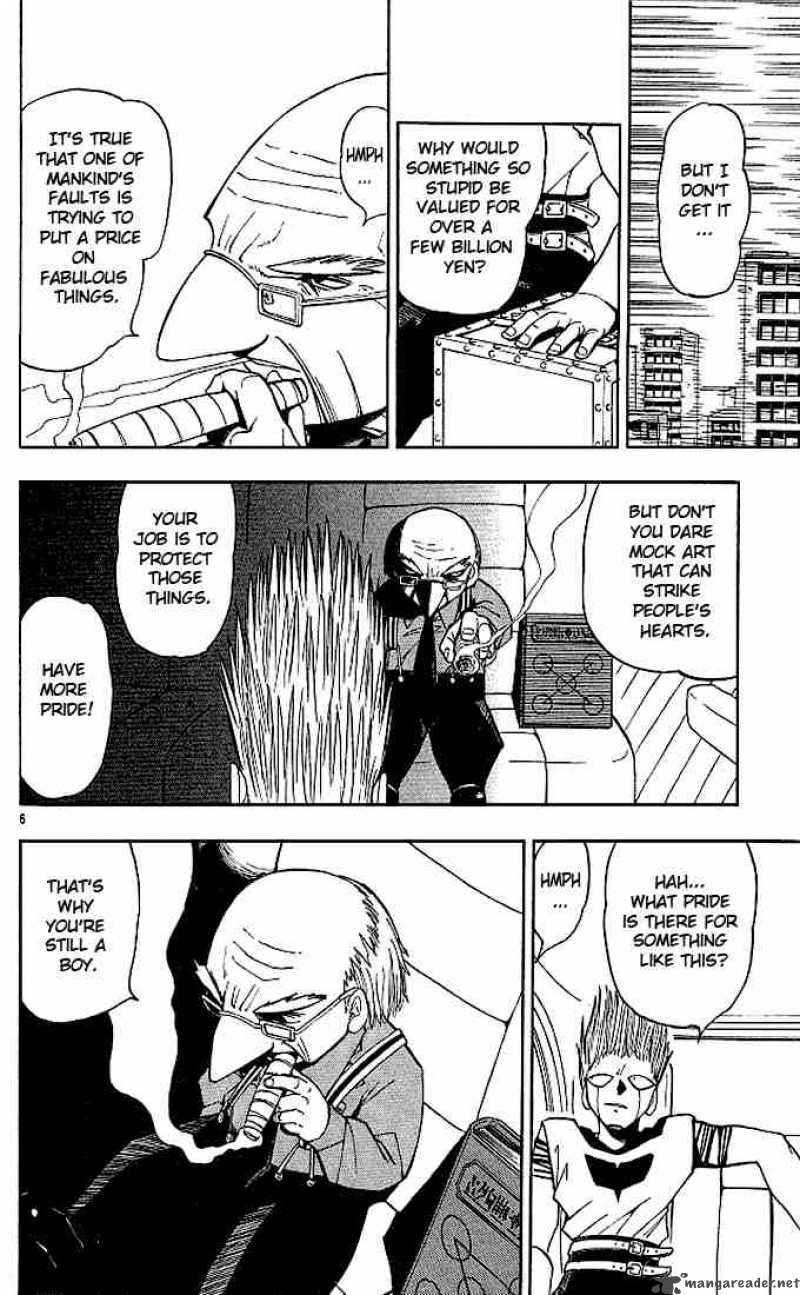 BUT I
DON'T
GET IT
...
WHY WOULD
SOMETHING SO
STUPID BE
VALUED FOR
OVER A
FEW BILLION
YEN?
HMPH
...
IT'S TRUE
THAT ONE OF
MANKIND'S
FAULTS IS
TRYING TO
PUT A PRICE
ON
FABULOUS
THINGS.
BUT DON'T
YOU DARE
MOCK ART
THAT CAN
STRIKE
PEOPLE'S
HEARTS.
YOUR
JOB IS TO
PROTECT
THOSE
THINGS.
HAVE
MORE
PRIDE!
6
HAH...
WHAT PRIDE
IS THERE FOR
SOMETHING
LIKE THIS?
HMPH
...
THAT'S
WHY
YOU'RE
STILL A
BOY.
mangareader.net